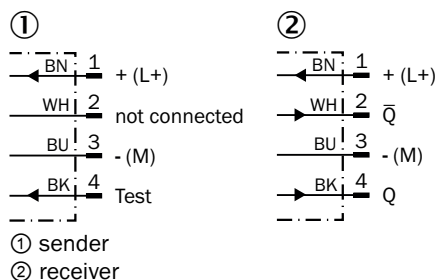 ①
BN 1 + (L+)
WH 2 not connected
BU 3 - (M)
BK 4 Test
②
BN 1 + (L+)
WH 2 Q̅
BU 3 - (M)
BK 4 Q
① sender
② receiver